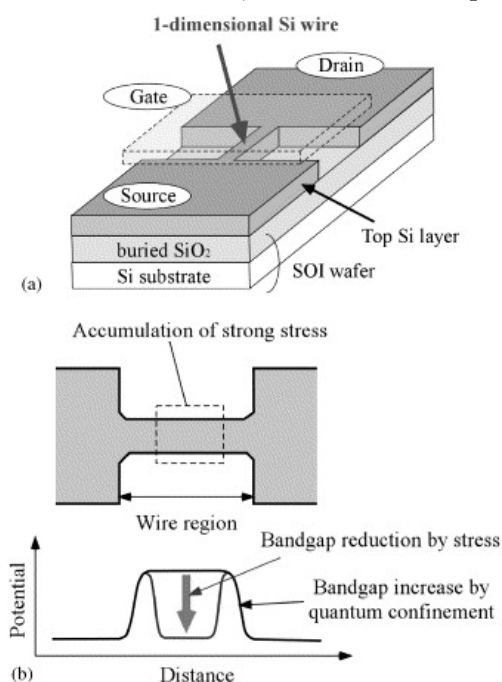 1-dimensional Si wire
Drain
Gate
Source
Top Si layer
buried SiO₂
SOI wafer
Si substrate
(a)
Accumulation of strong stress
Wire region
Bandgap reduction by stress
Bandgap increase by
quantum confinement
Potential
(b)
Distance